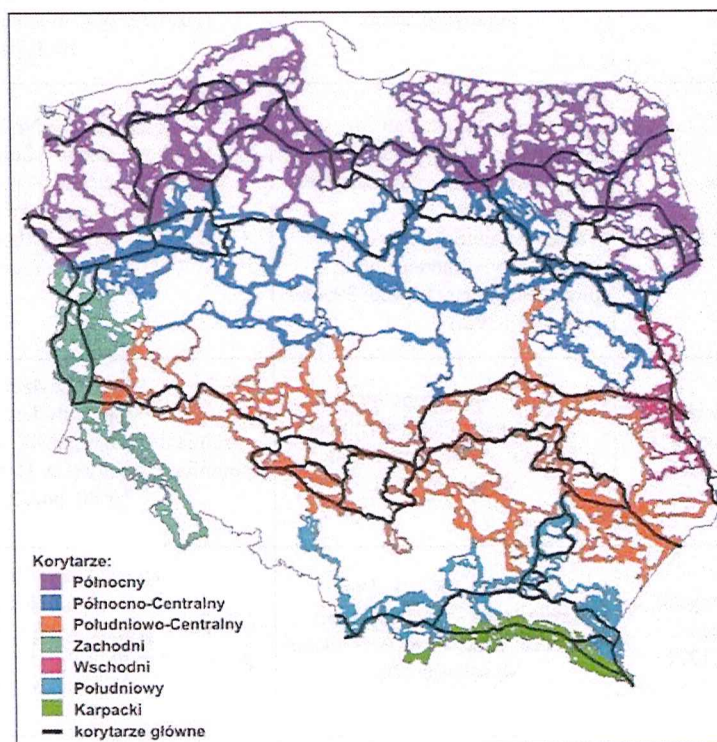 Korytarze:
Północny
Północno-Centralny
Południowo-Centralny
Zachodni
Wschodni
Południowy
Karpacki
korytarze główne